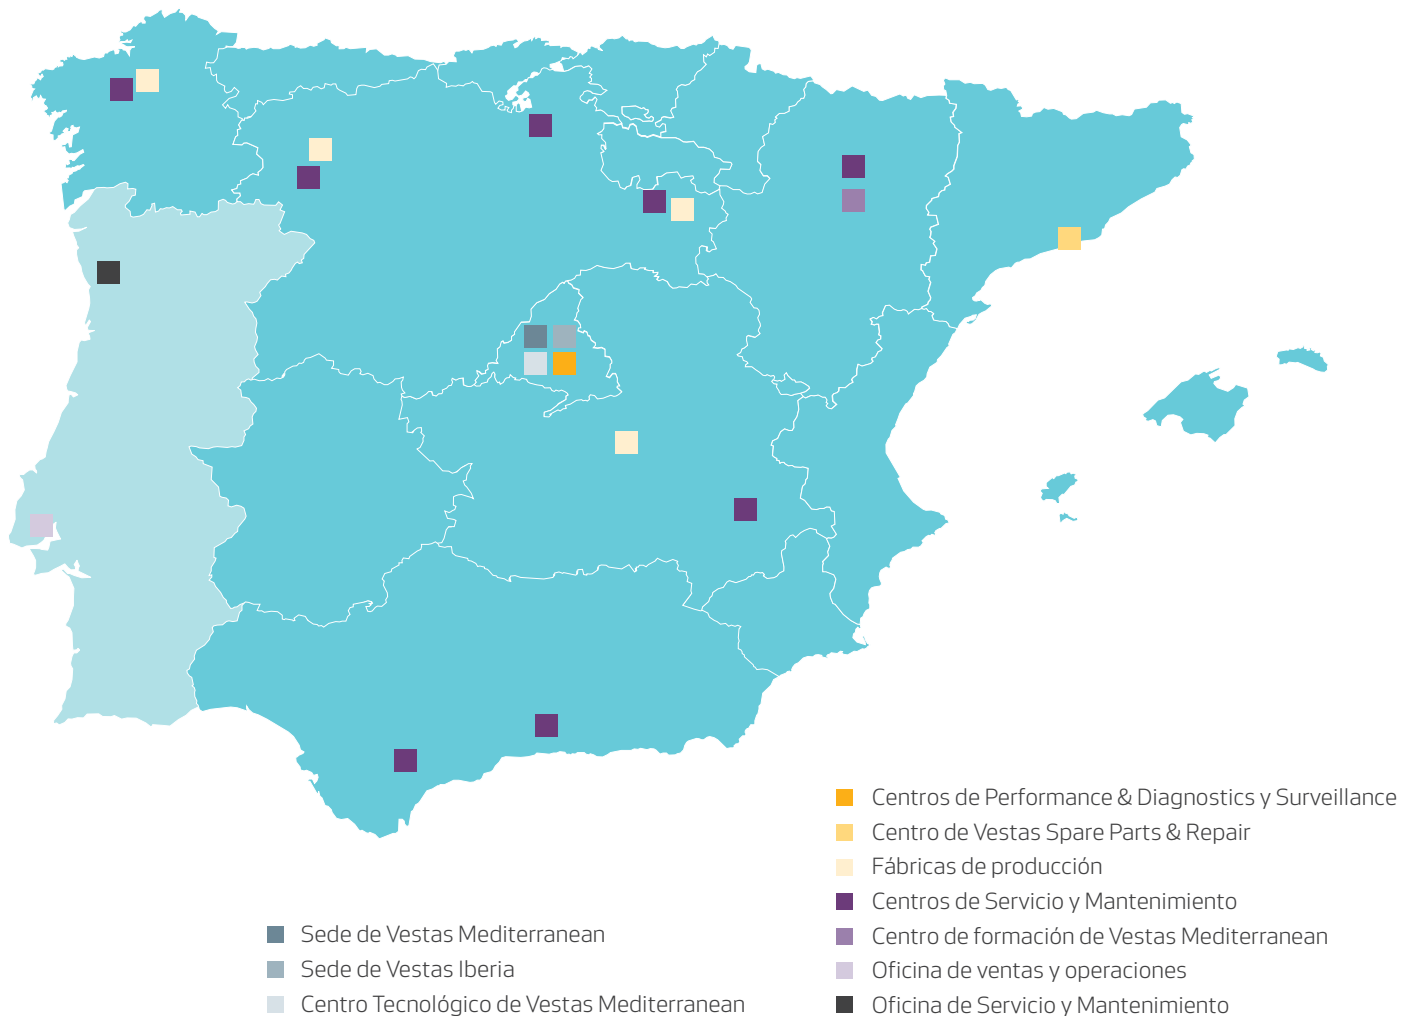 Sede de Vestas Mediterranean
Sede de Vestas Iberia
Centro Tecnológico de Vestas Mediterranean
Centros de Performance & Diagnostics y Surveillance
Centro de Vestas Spare Parts & Repair
Fábricas de producción
Centros de Servicio y Mantenimiento
Centro de formación de Vestas Mediterranean
Oficina de ventas y operaciones
Oficina de Servicio y Mantenimiento